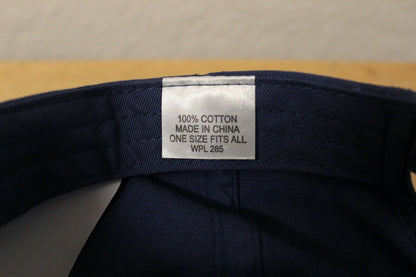 100% COTTON
MADE IN CHINA
ONE SIZE FITS ALL
WPL 285